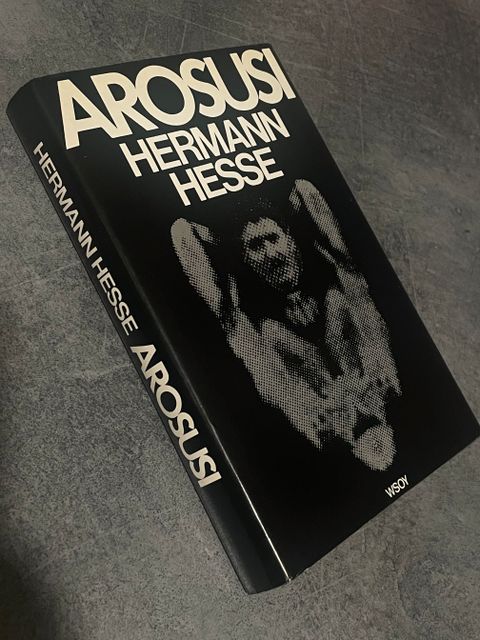 AROSUSI
HERMANN
HESSE
WSOY
HERMANN HESSE AROSUSI